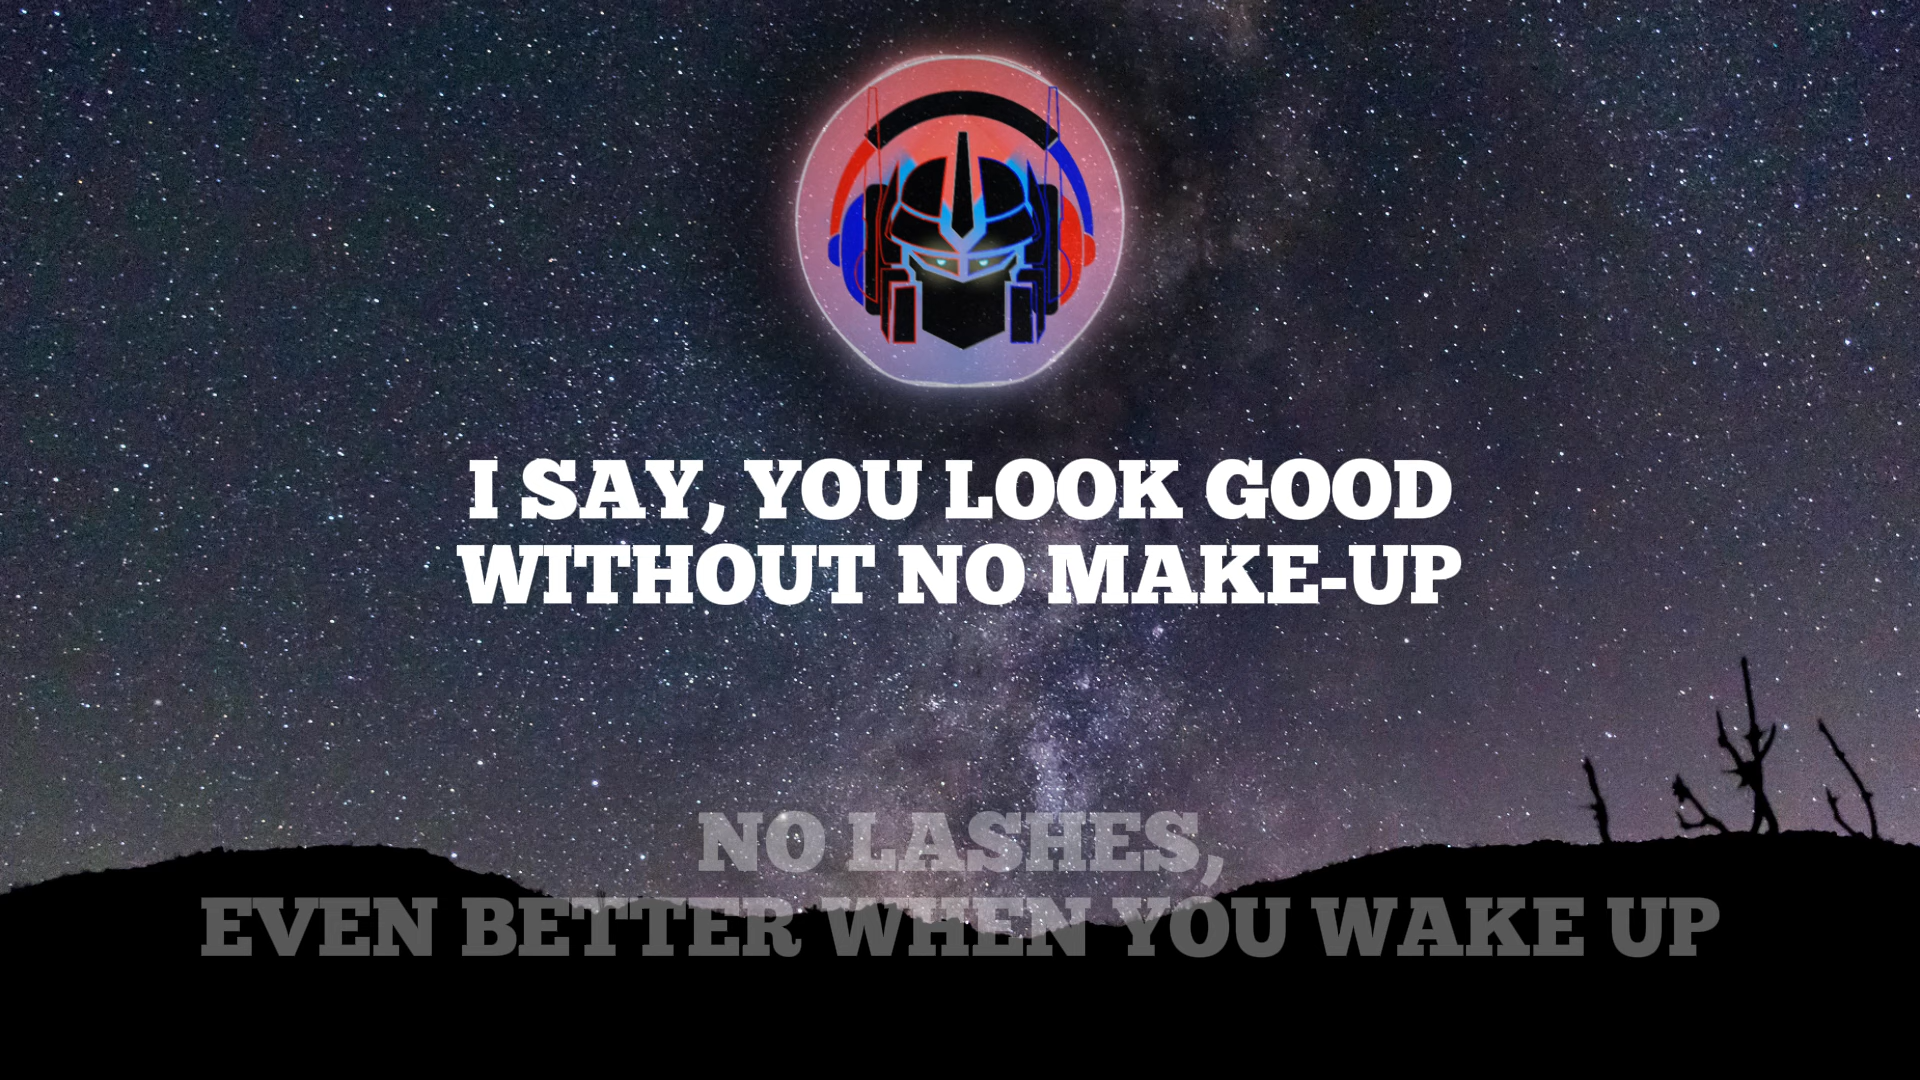 I SAY, YOU LOOK GOOD
WITHOUT NO MAKE-UP
NO LASHES,
EVEN BETTER WHEN YOU WAKE UP